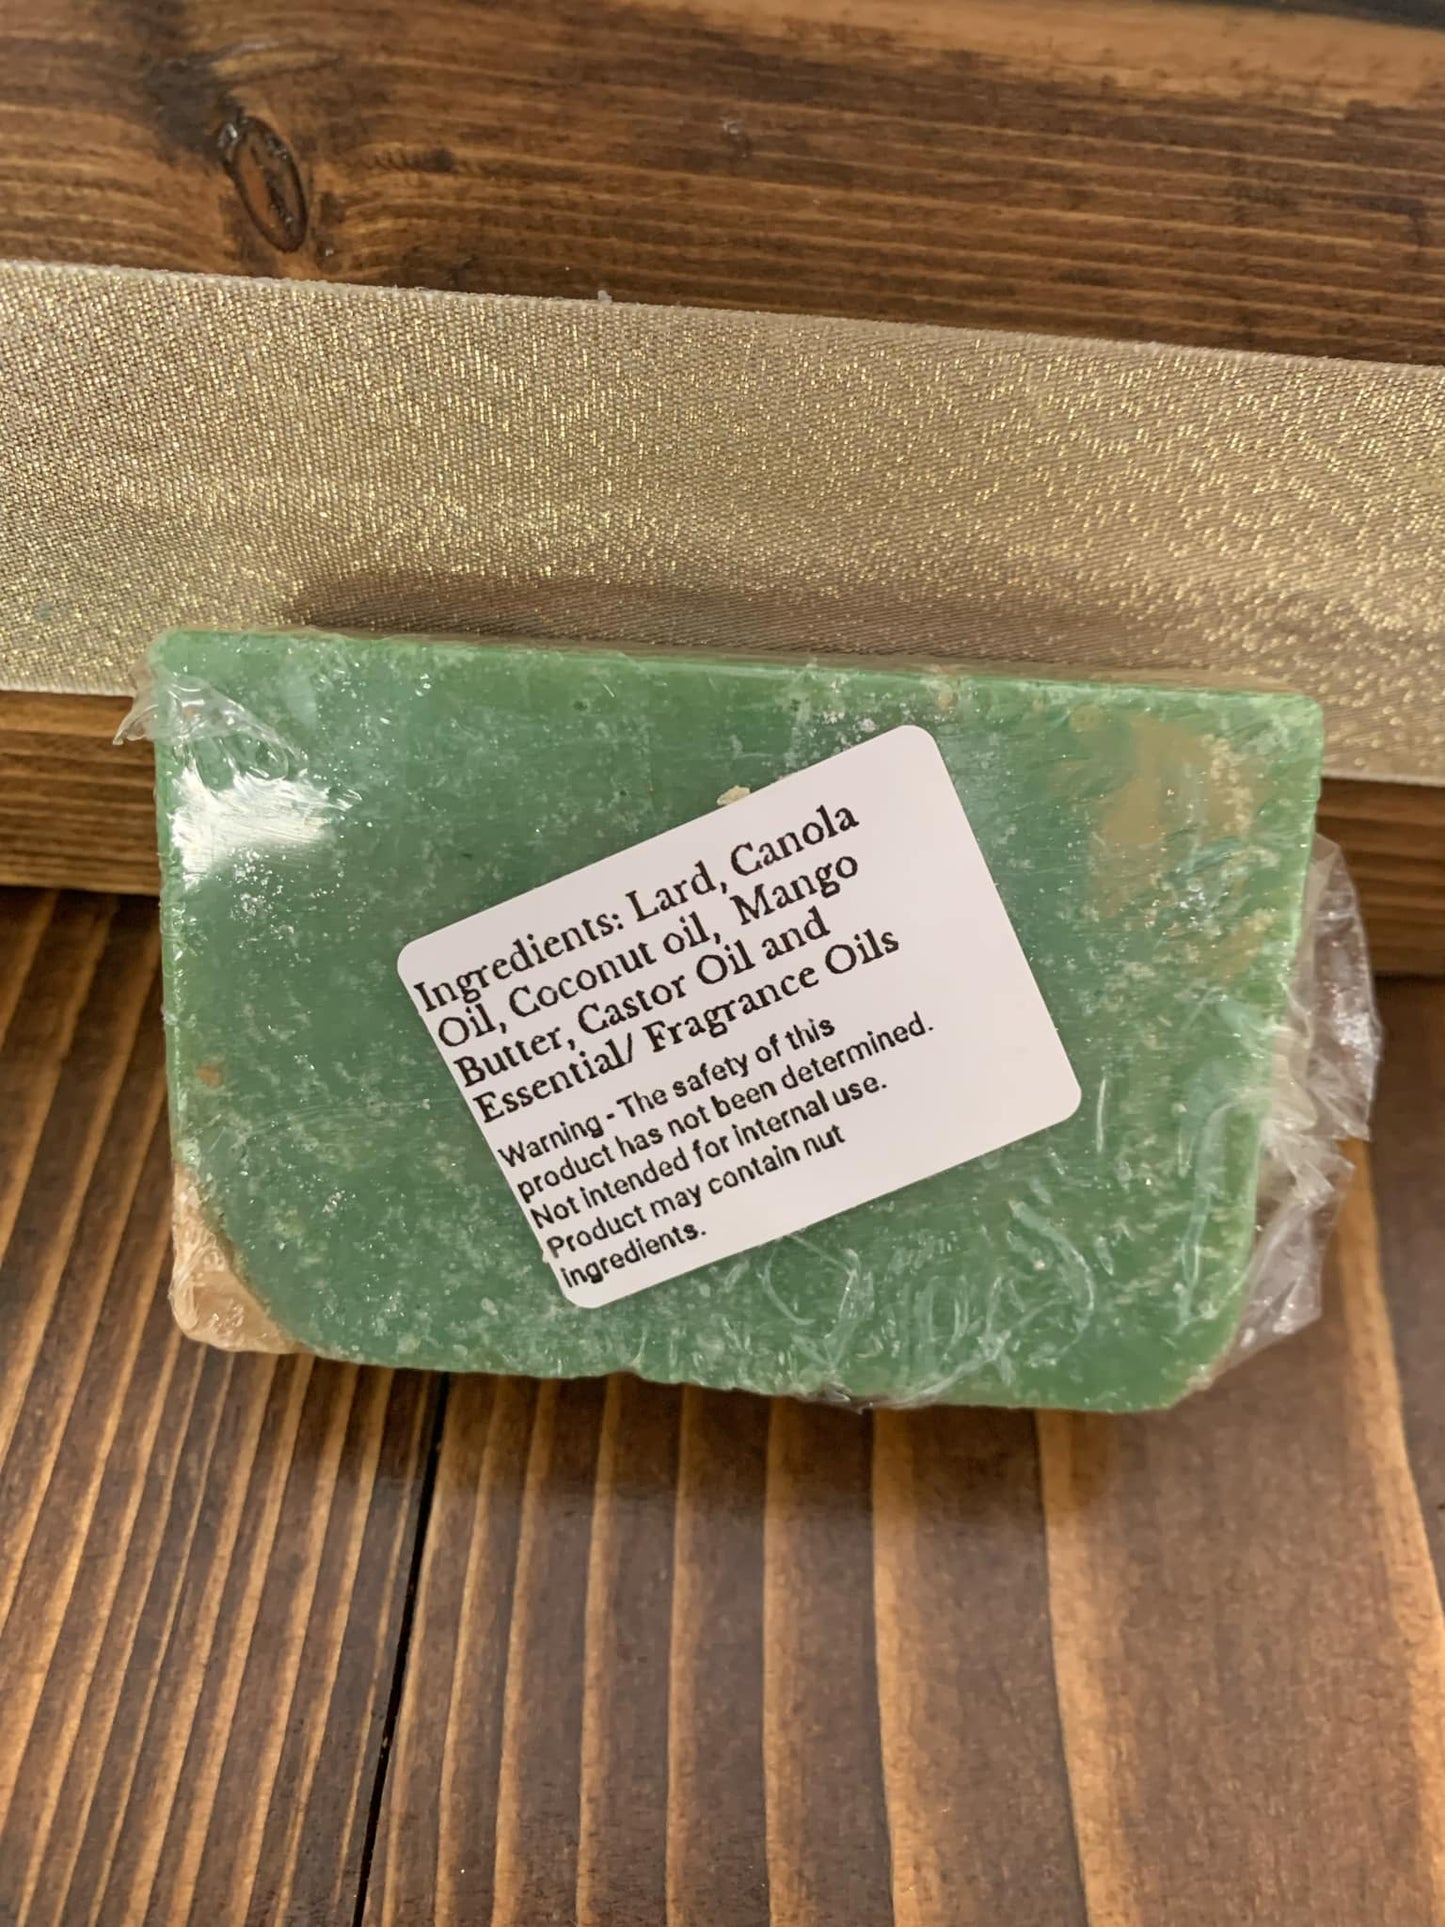 Ingredients: Lard, Canola
Oil, Coconut oil, Mango
Butter, Castor Oil and
Essential/ Fragrance Oils
Warning - The safety of this
product has not been determined.
Not intended for internal use.
Product may contain nut
ingredients.